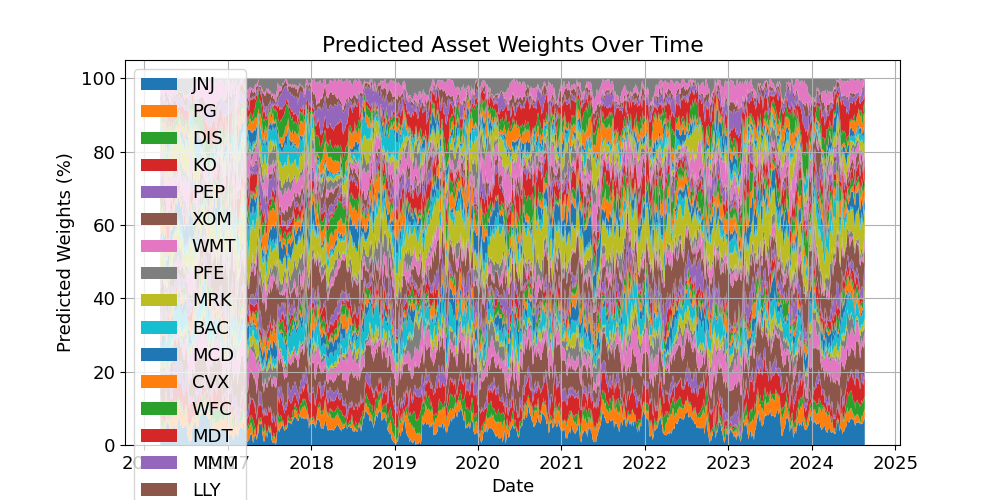 Predicted Asset Weights Over Time
Predicted Weights (%)
100
80
60
40
20
0
JNJ
PG
DIS
KO
PEP
XOM
WMT
PFE
MRK
BAC
MCD
CVX
WFC
MDT
MMM
LLY
2018
2019
2020
2021
2022
2023
2024
2025
Date